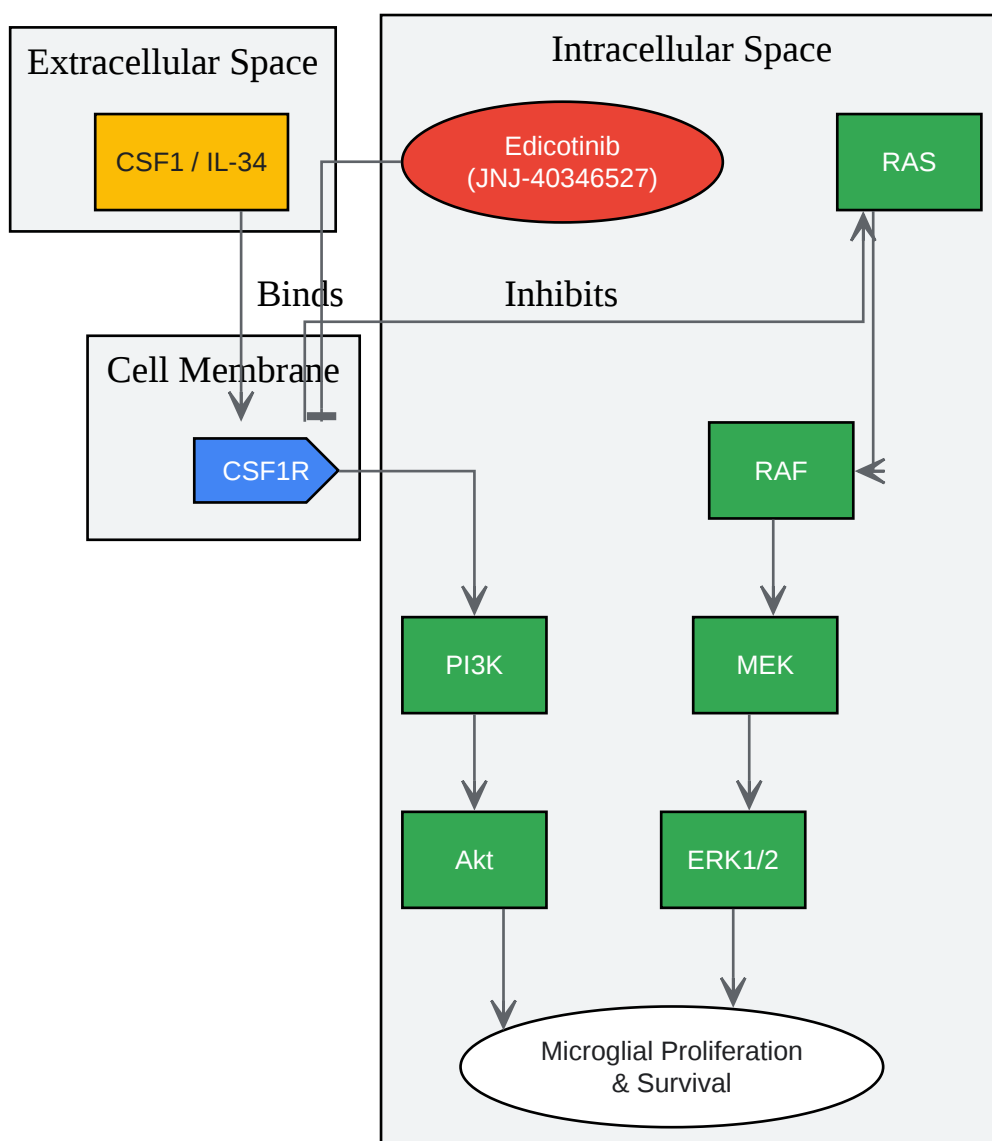 Extracellular Space
Intracellular Space
CSF1 / IL-34
Edicotinib
(JNJ-40346527)
RAS
Binds
Inhibits
Cell Membrane
CSF1R
RAF
PI3K
MEK
Akt
ERK1/2
Microglial Proliferation
& Survival